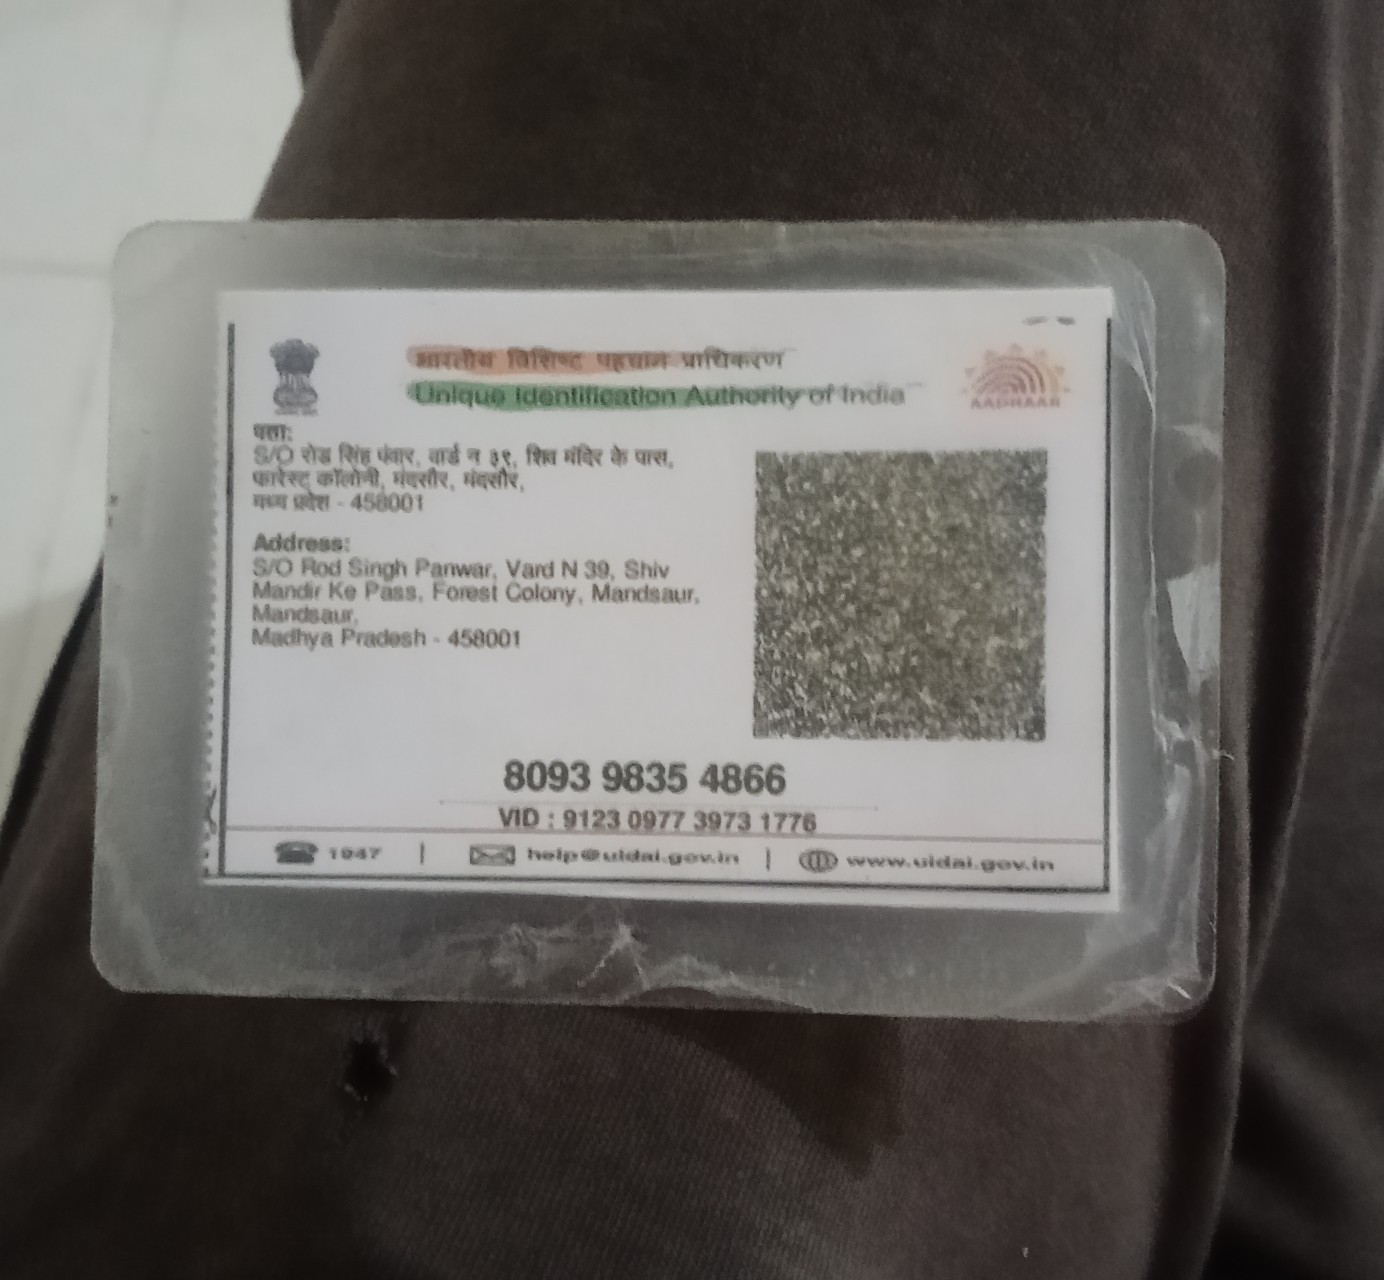 भारतीय विशिष्ट पहचान प्राधिकरण
Unique Identification Authority of India
AADHAAR
पता:
S/O रोड सिंह पंवार, वार्ड न ३९, शिव मंदिर के पास,
फारेस्ट कॉलोनी, मंदसौर, मंदसौर,
मध्य प्रदेश - 458001
Address:
S/O Rod Singh Panwar, Vard N 39, Shiv
Mandir Ke Pass, Forest Colony, Mandsaur,
Mandsaur,
Madhya Pradesh - 458001
8093 9835 4866
VID : 9123 0977 3973 1776
1947 | help@uidai.gov.in | www.uidai.gov.in